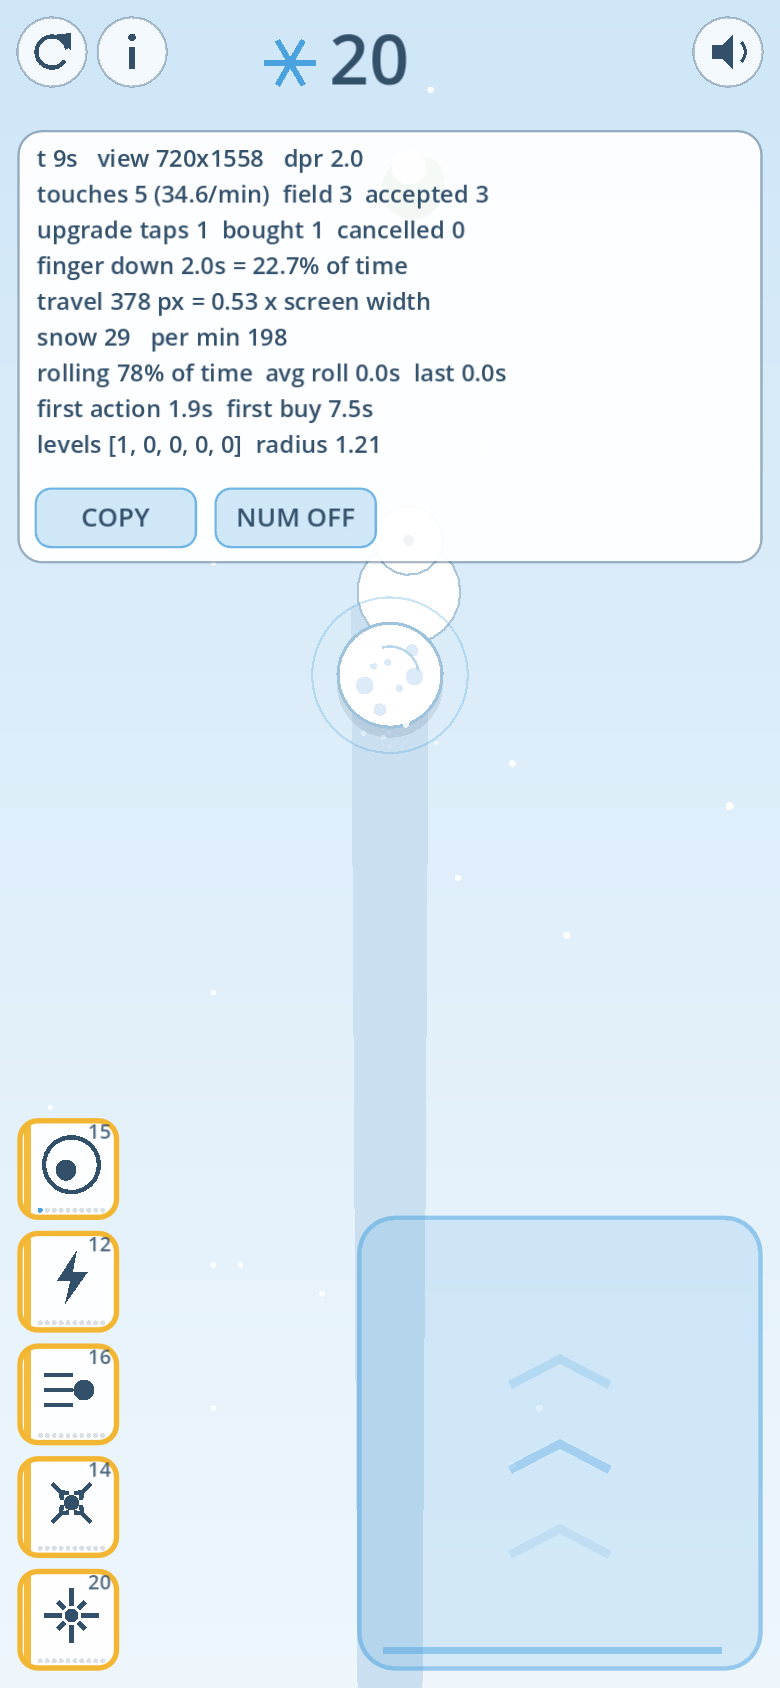 i
20
t 9s view 720x1558 dpr 2.0
touches 5 (34.6/min) field 3 accepted 3
upgrade taps 1 bought 1 cancelled 0
finger down 2.0s = 22.7% of time
travel 378 px = 0.53 x screen width
snow 29 per min 198
rolling 78% of time avg roll 0.0s last 0.0s
first action 1.9s first buy 7.5s
levels [1, 0, 0, 0, 0] radius 1.21
COPY NUM OFF
15
12
16
14
20